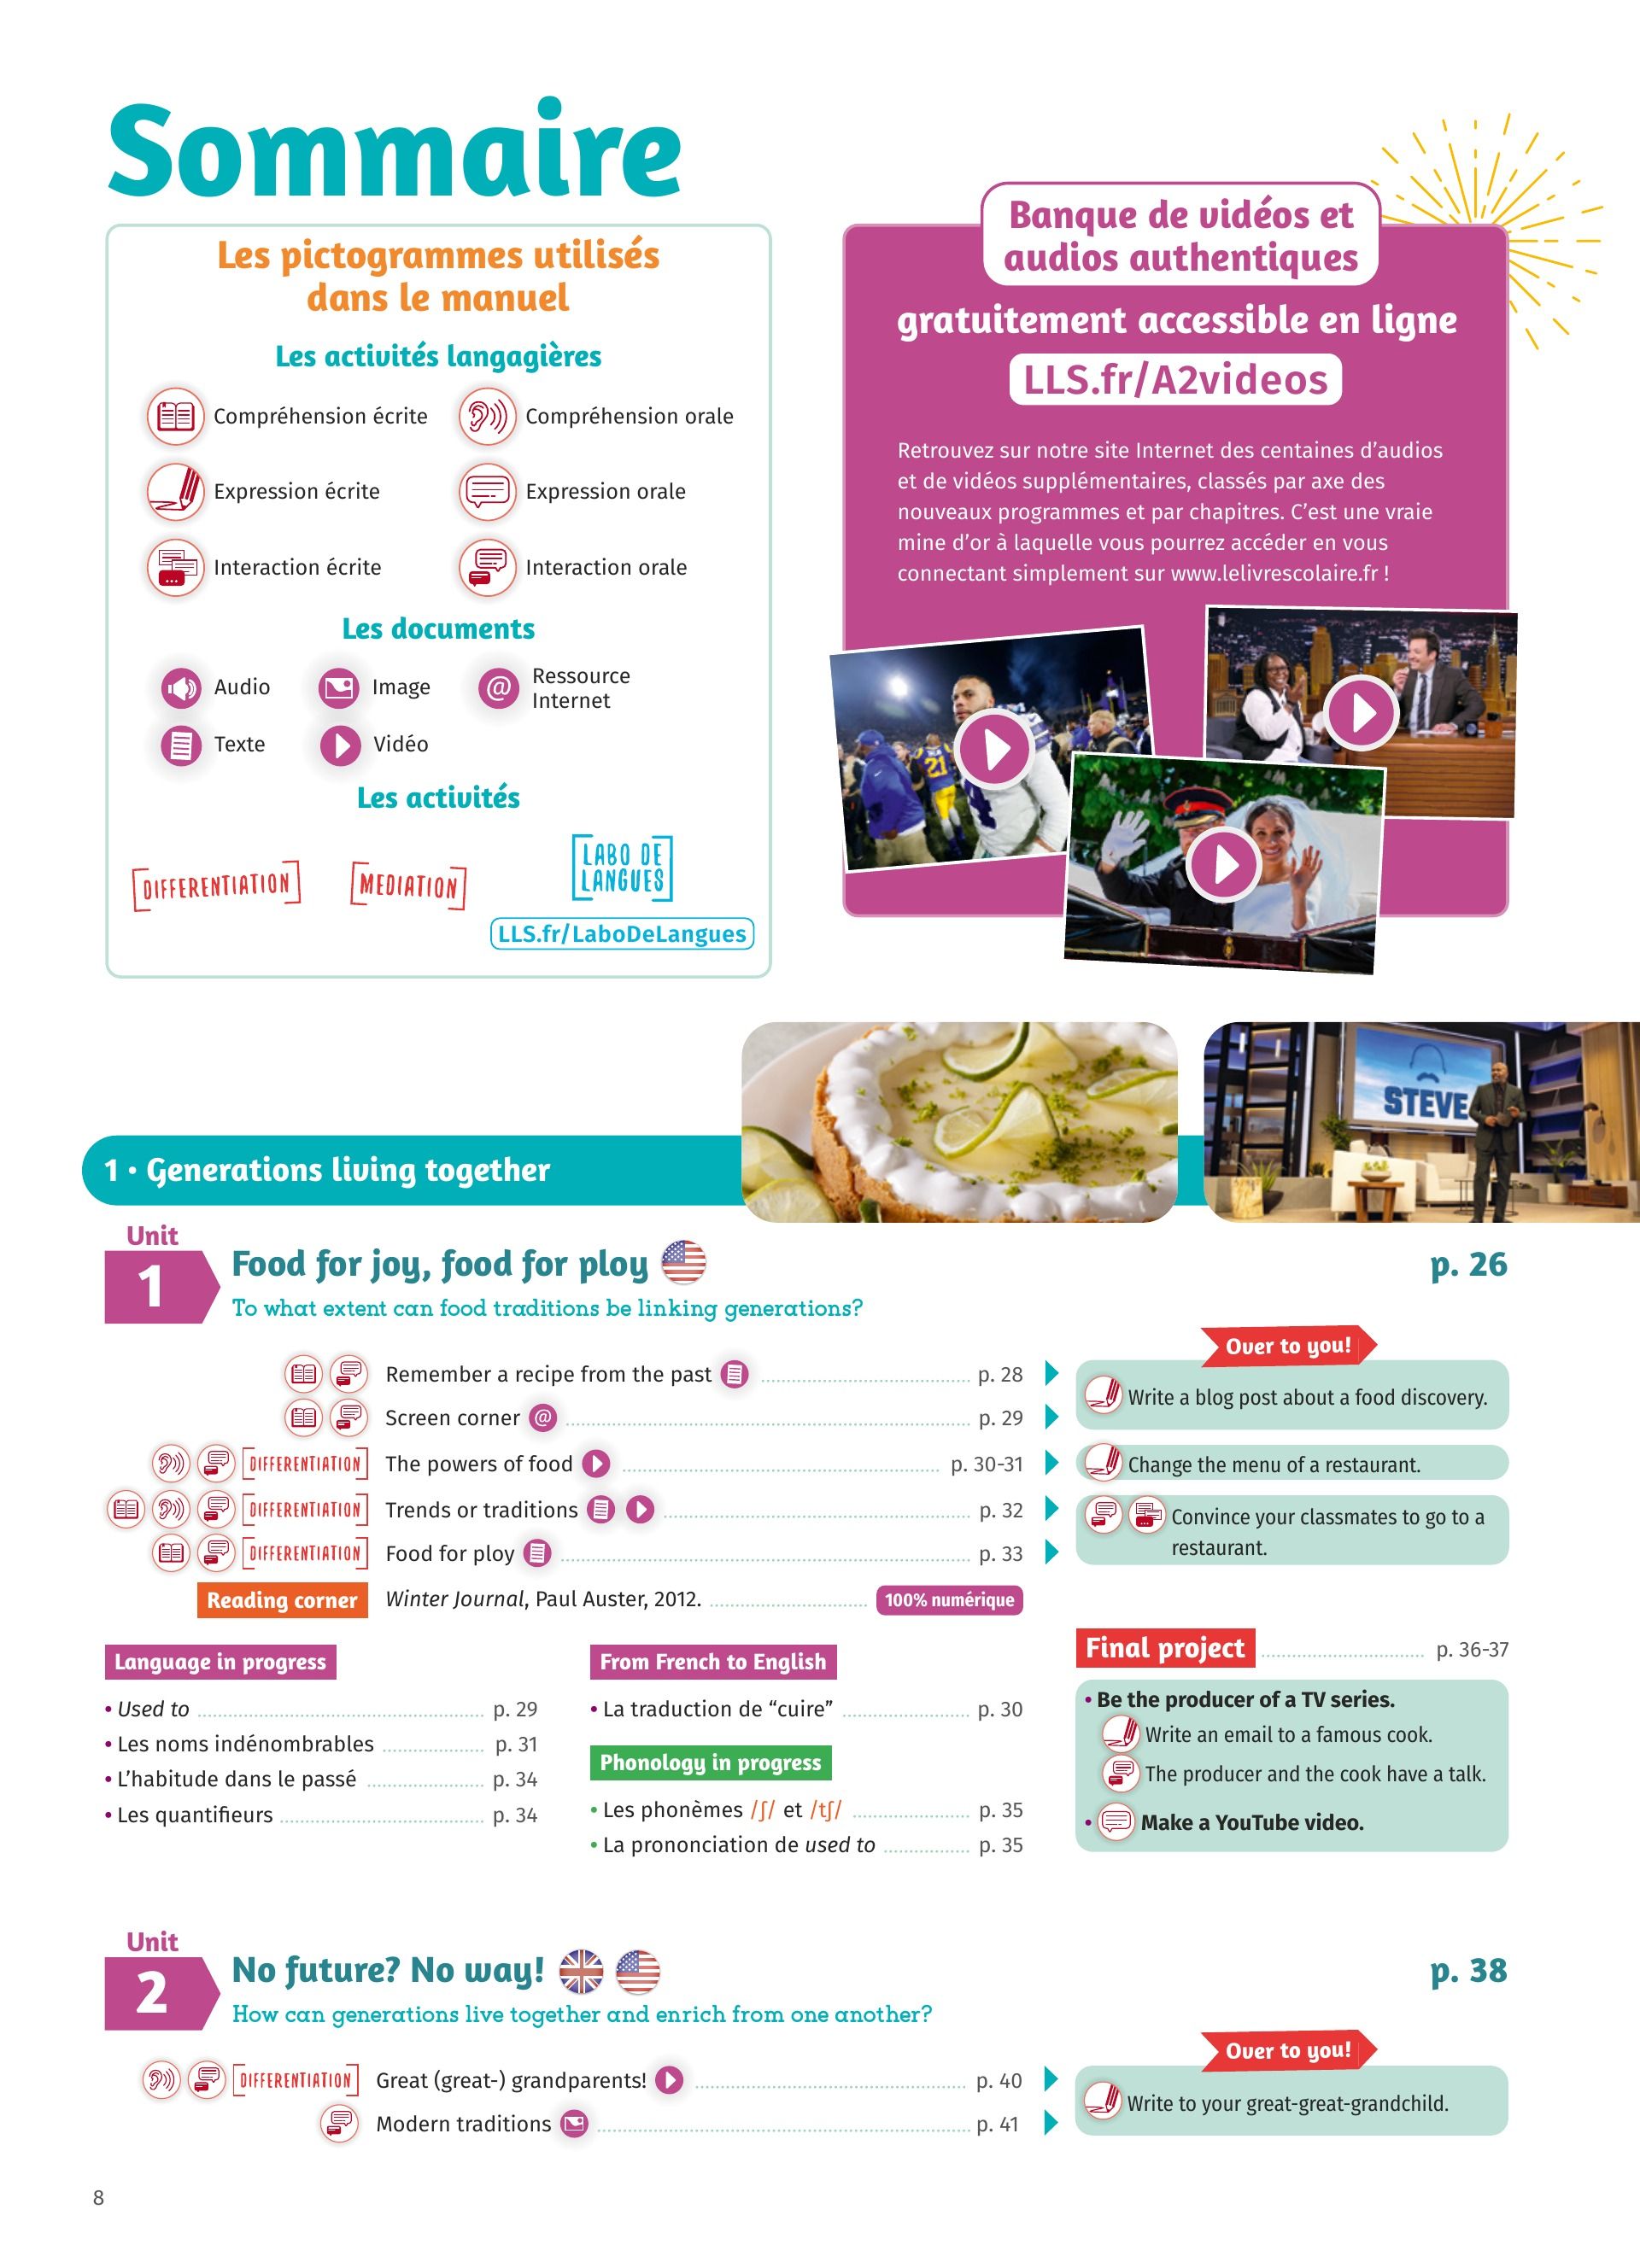 Sommaire
Les pictogrammes utilisés
dans le manuel
Les activités langagières
Compréhension écrite
Compréhension orale
Expression écrite
Expression orale
Interaction écrite
Interaction orale
Les documents
Audio
Image
@ Ressource
Internet
Texte
Vidéo
Les activités
[DIFFERENTIATION]
[MEDIATION]
[LABO DE
LANGUES]
LLS.fr/LaboDeLangues
Banque de vidéos et
audios authentiques
gratuitement accessible en ligne
LLS.fr/A2videos
Retrouvez sur notre site Internet des centaines d'audios
et de vidéos supplémentaires, classés par axe des
nouveaux programmes et par chapitres. C'est une vraie
mine d'or à laquelle vous pourrez accéder en vous
connectant simplement sur www.lelivrescolaire.fr !
21
4
STEVE
1 • Generations living together
Unit
1
Food for joy, food for ploy
p. 26
To what extent can food traditions be linking generations?
Remember a recipe from the past p. 28
Screen corner @ p. 29
[DIFFERENTIATION] The powers of food p. 30-31
[DIFFERENTIATION] Trends or traditions p. 32
[DIFFERENTIATION] Food for ploy p. 33
Reading corner Winter Journal, Paul Auster, 2012. 100% numérique
Over to you!
Write a blog post about a food discovery.
Change the menu of a restaurant.
Convince your classmates to go to a
restaurant.
Language in progress
• Used to p. 29
• Les noms indénombrables p. 31
• L'habitude dans le passé p. 34
• Les quantifieurs p. 34
From French to English
• La traduction de “cuire” p. 30
Phonology in progress
• Les phonèmes /ʃ/ et /tʃ/ p. 35
• La prononciation de used to p. 35
Final project p. 36-37
• Be the producer of a TV series.
Write an email to a famous cook.
The producer and the cook have a talk.
• Make a YouTube video.
Unit
2
No future? No way!
p. 38
How can generations live together and enrich from one another?
[DIFFERENTIATION] Great (great-) grandparents! p. 40
Modern traditions p. 41
Over to you!
Write to your great-great-grandchild.
8